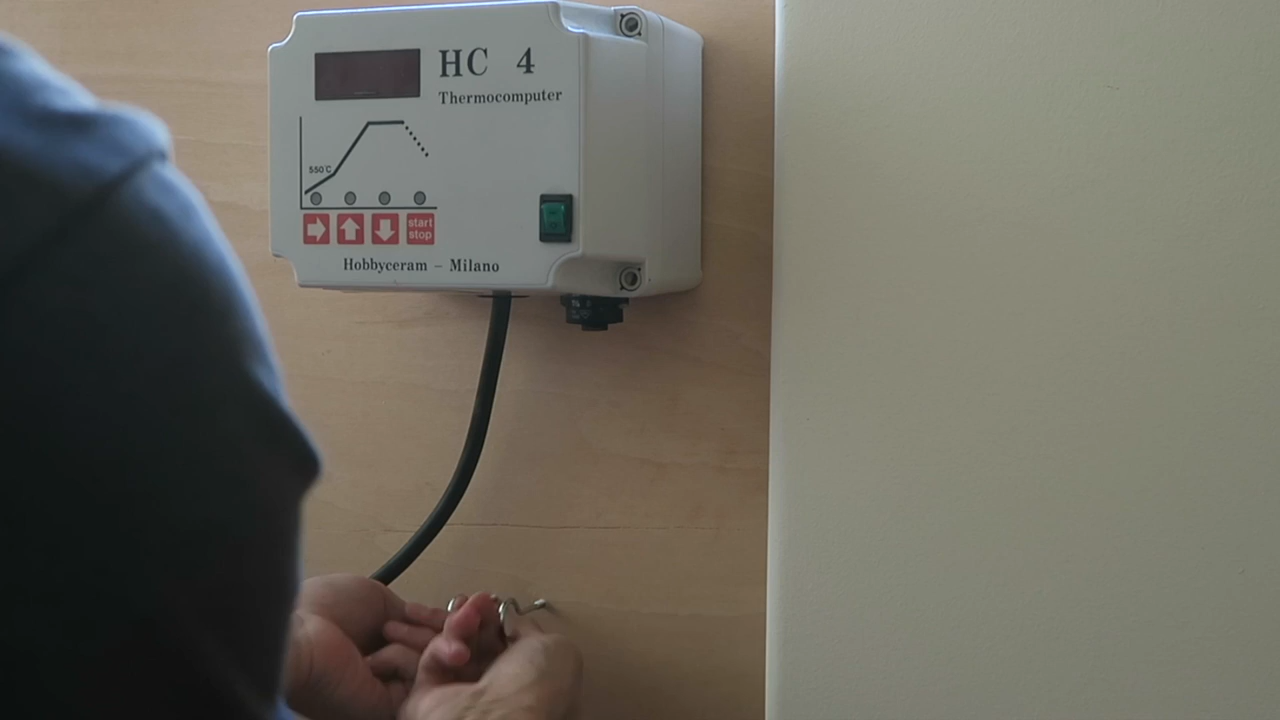 HC 4
Thermocomputer
550°C
start
stop
Hobbyceram – Milano